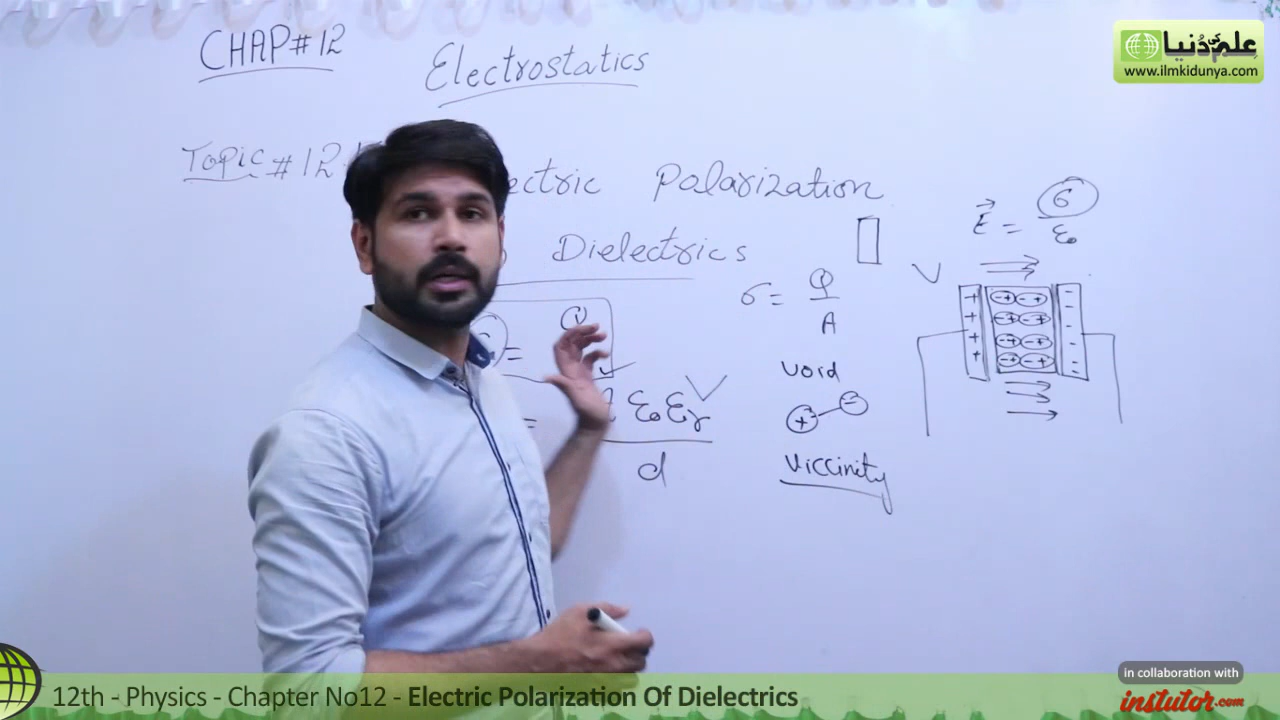 CHAP#12
Electrostatics
علم کی دُنیا
www.ilmkidunya.com
Topic #12
ectric Polarization
Dielectrics
E = σ/ε₀
σ = Q/A
V
+ + + +
- + - +
- - - -
= Q
void
+ -
= ε₀εᵣ
d
Viccinity
In collaboration with
instutor.com
12th - Physics - Chapter No12 - Electric Polarization Of Dielectrics